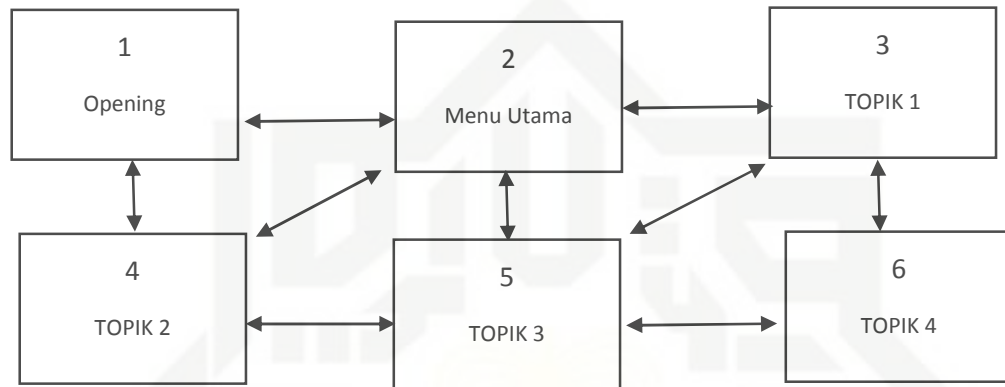 1
Opening
2
Menu Utama
3
TOPIK 1
4
TOPIK 2
5
TOPIK 3
6
TOPIK 4